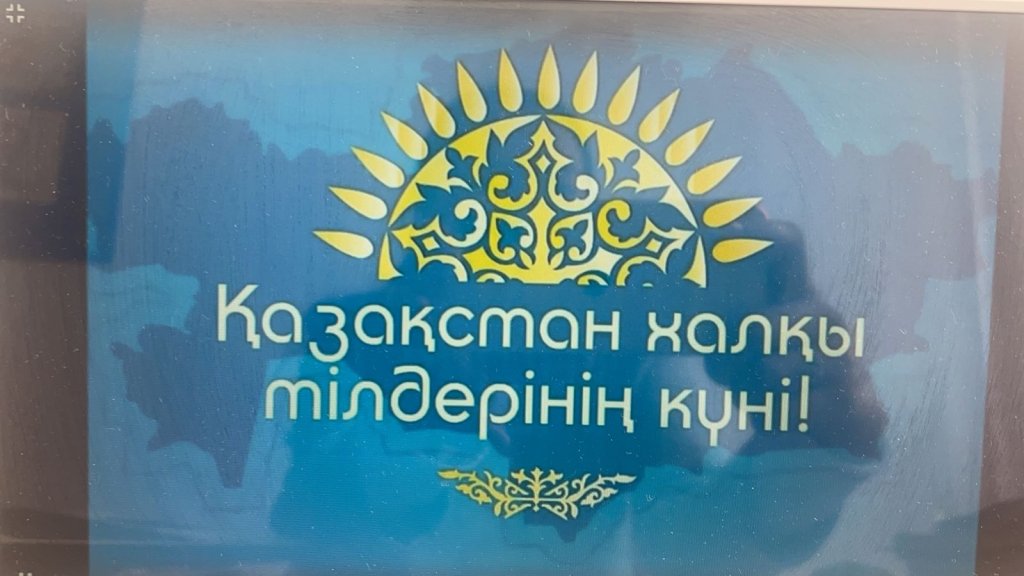 Қазақстан халқы
тілдерінің күні!